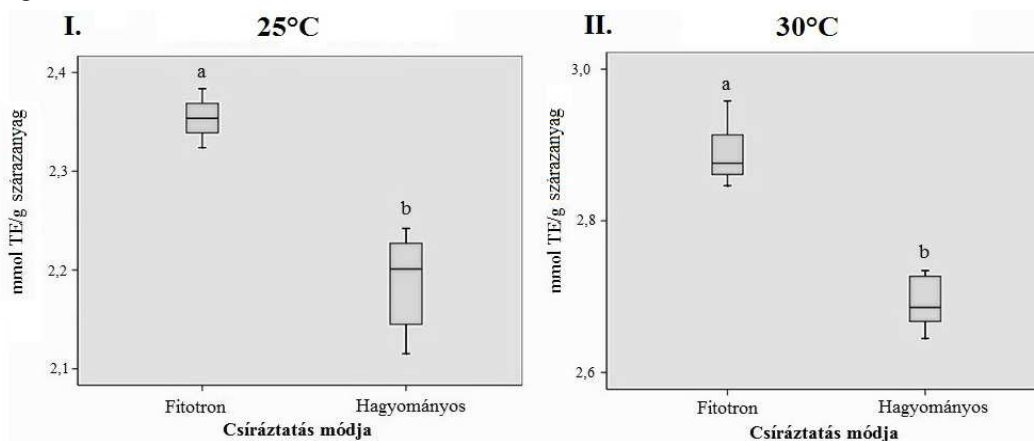 I. 25°C
mmol TE/g szárazanyag
2,4
2,3
2,2
2,1
a
b
Fitotron Hagyományos
Csíráztatás módja
II. 30°C
mmol TE/g szárazanyag
3,0
2,8
2,6
a
b
Fitotron Hagyományos
Csíráztatás módja